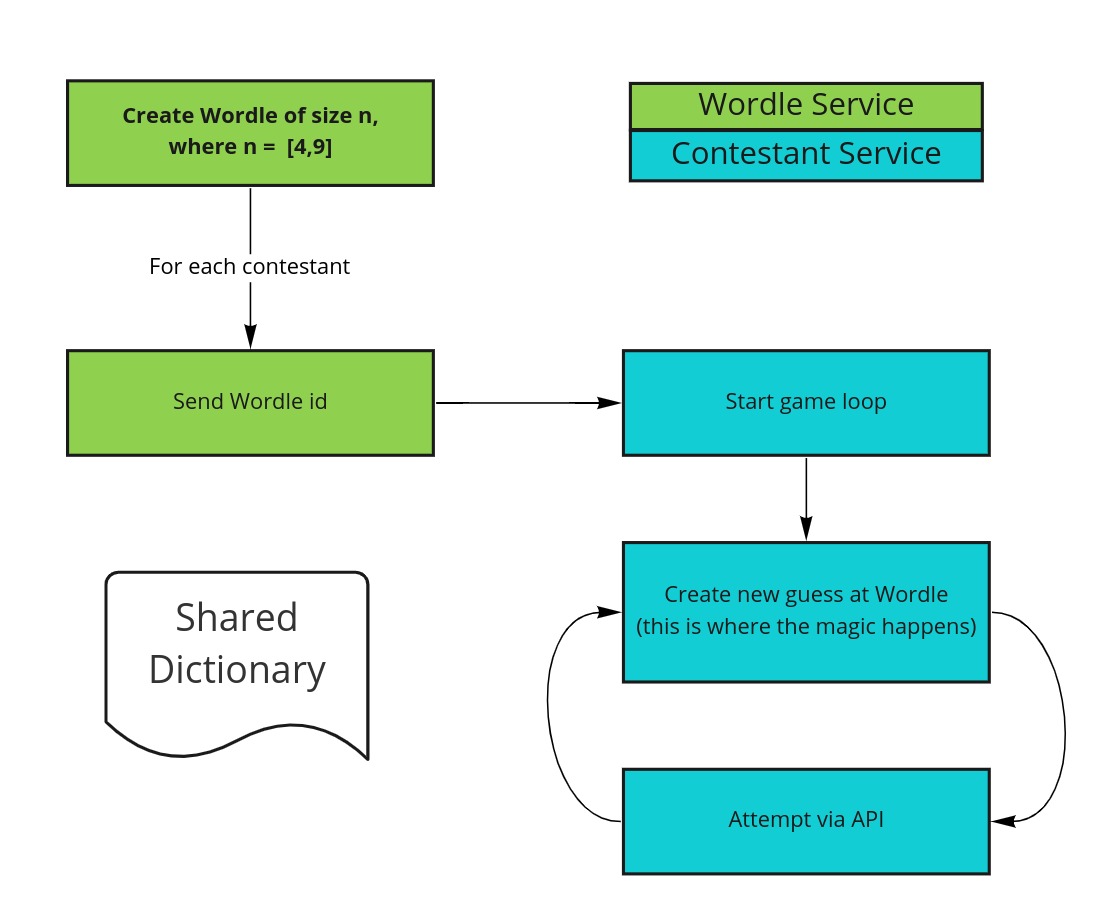 Create Wordle of size n,
where n =  [4,9]
Wordle Service
Contestant Service
For each contestant
Send Wordle id
Start game loop
Create new guess at Wordle
(this is where the magic happens)
Shared
Dictionary
Attempt via API